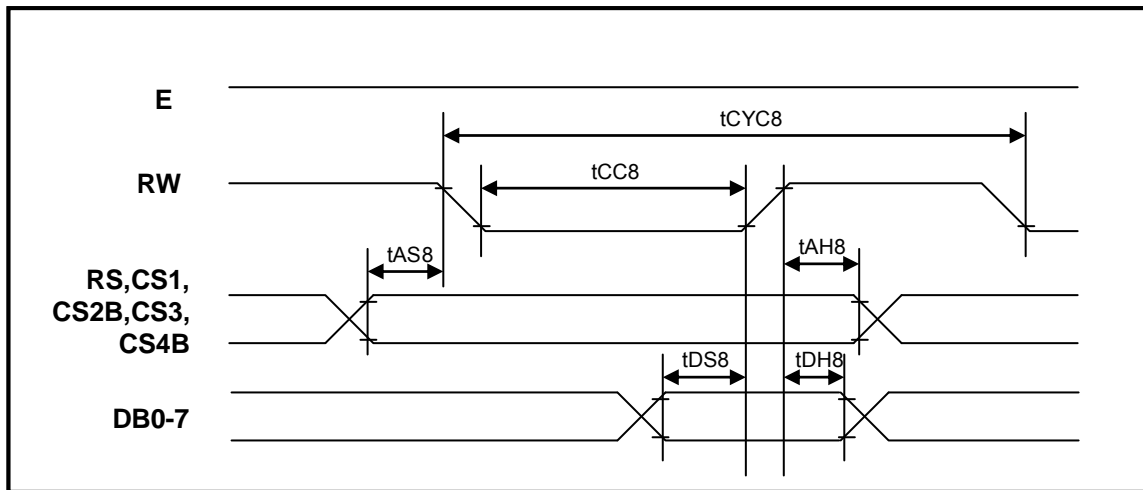 E
tCYC8
RW
tCC8
tAS8
tAH8
RS,CS1,
CS2B,CS3,
CS4B
tDS8
tDH8
DB0-7